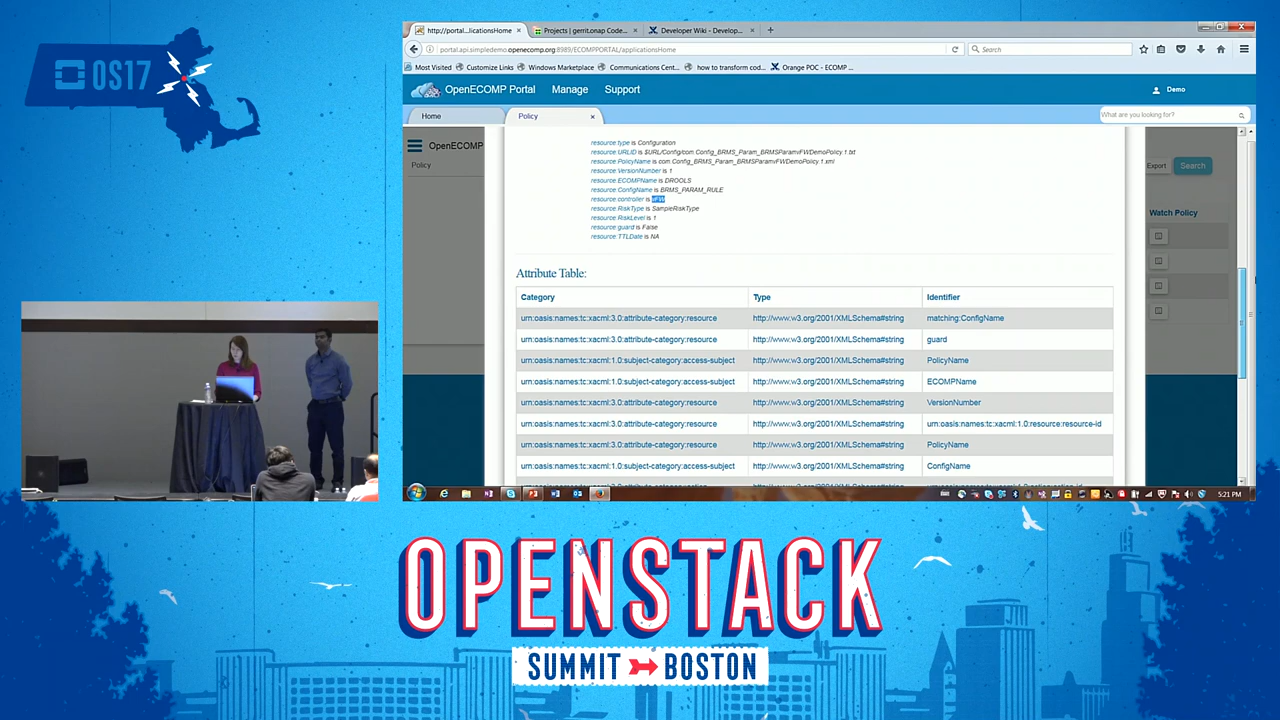 OS17
http://portal...licationsHome
Projects | gerrit.onap Code...
Developer Wiki - Develop...
portal.api.simpledemo.openecomp.org:8989/ECOMPPORTAL/applicationsHome
Search
Most Visited
Customize Links
Windows Marketplace
Communications Cent...
how to transform cod...
Orange POC - ECOMP ...
OpenECOMP Portal
Manage
Support
Demo
Home
Policy
What are you looking for?
OpenECOMP
Policy
Export
Search
Watch Policy
resource:type is Configuration
resource:URLID is $URL/Config/com.Config_BRMS_Param_BRMSParamvFWDemoPolicy.1.txt
resource:PolicyName is com.Config_BRMS_Param_BRMSParamvFWDemoPolicy.1.xml
resource:VersionNumber is 1
resource:ECOMPName is DROOLS
resource:ConfigName is BRMS_PARAM_RULE
resource:controller is vFW
resource:RiskType is SampleRiskType
resource:RiskLevel is 1
resource:guard is False
resource:TTLDate is NA
Attribute Table:
Category Type Identifier
urn:oasis:names:tc:xacml:3.0:attribute-category:resource http://www.w3.org/2001/XMLSchema#string matching:ConfigName
urn:oasis:names:tc:xacml:3.0:attribute-category:resource http://www.w3.org/2001/XMLSchema#string guard
urn:oasis:names:tc:xacml:1.0:subject-category:access-subject http://www.w3.org/2001/XMLSchema#string PolicyName
urn:oasis:names:tc:xacml:1.0:subject-category:access-subject http://www.w3.org/2001/XMLSchema#string ECOMPName
urn:oasis:names:tc:xacml:3.0:attribute-category:resource http://www.w3.org/2001/XMLSchema#string VersionNumber
urn:oasis:names:tc:xacml:3.0:attribute-category:resource http://www.w3.org/2001/XMLSchema#string urn:oasis:names:tc:xacml:1.0:resource:resource-id
urn:oasis:names:tc:xacml:3.0:attribute-category:resource http://www.w3.org/2001/XMLSchema#string PolicyName
urn:oasis:names:tc:xacml:1.0:subject-category:access-subject http://www.w3.org/2001/XMLSchema#string ConfigName
5:21 PM
OPENSTACK
SUMMIT BOSTON